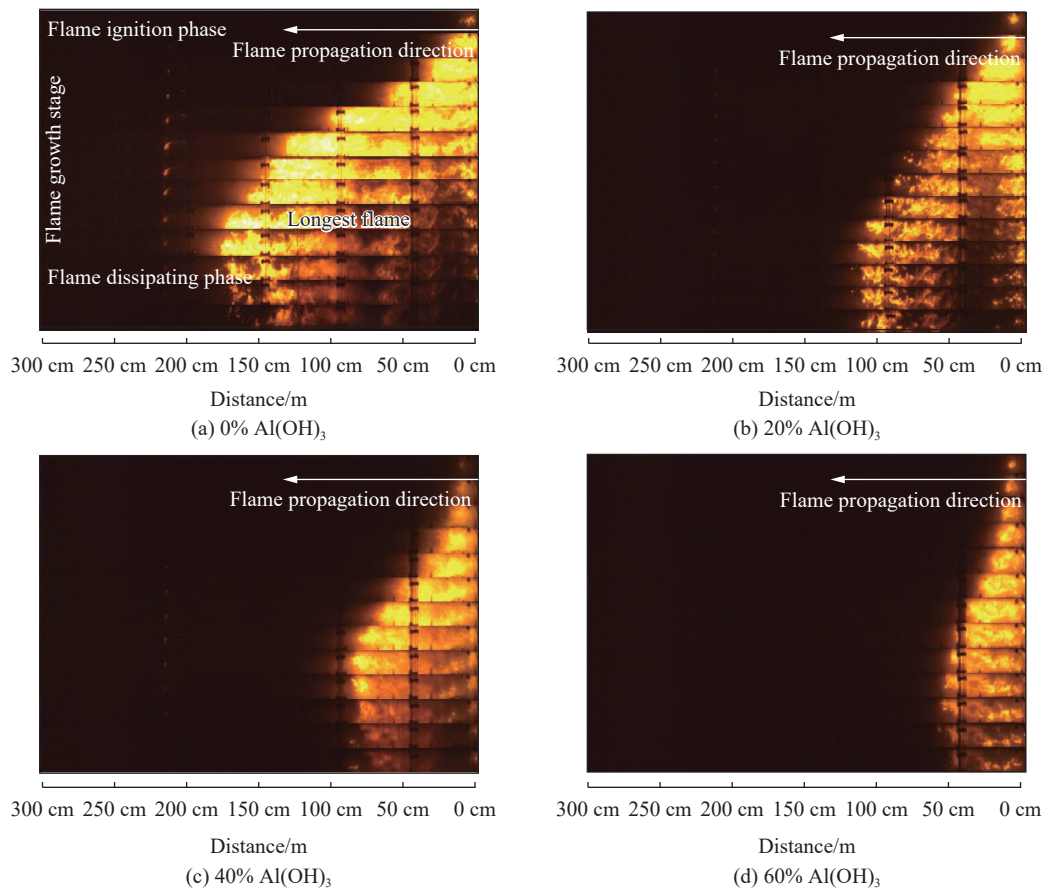 Flame ignition phase
Flame propagation direction
Flame growth stage
Longest flame
Flame dissipating phase
300 cm 250 cm 200 cm 150 cm 100 cm 50 cm 0 cm
Distance/m
(a) 0% Al(OH)₃
Flame propagation direction
300 cm 250 cm 200 cm 150 cm 100 cm 50 cm 0 cm
Distance/m
(b) 20% Al(OH)₃
Flame propagation direction
300 cm 250 cm 200 cm 150 cm 100 cm 50 cm 0 cm
Distance/m
(c) 40% Al(OH)₃
Flame propagation direction
300 cm 250 cm 200 cm 150 cm 100 cm 50 cm 0 cm
Distance/m
(d) 60% Al(OH)₃